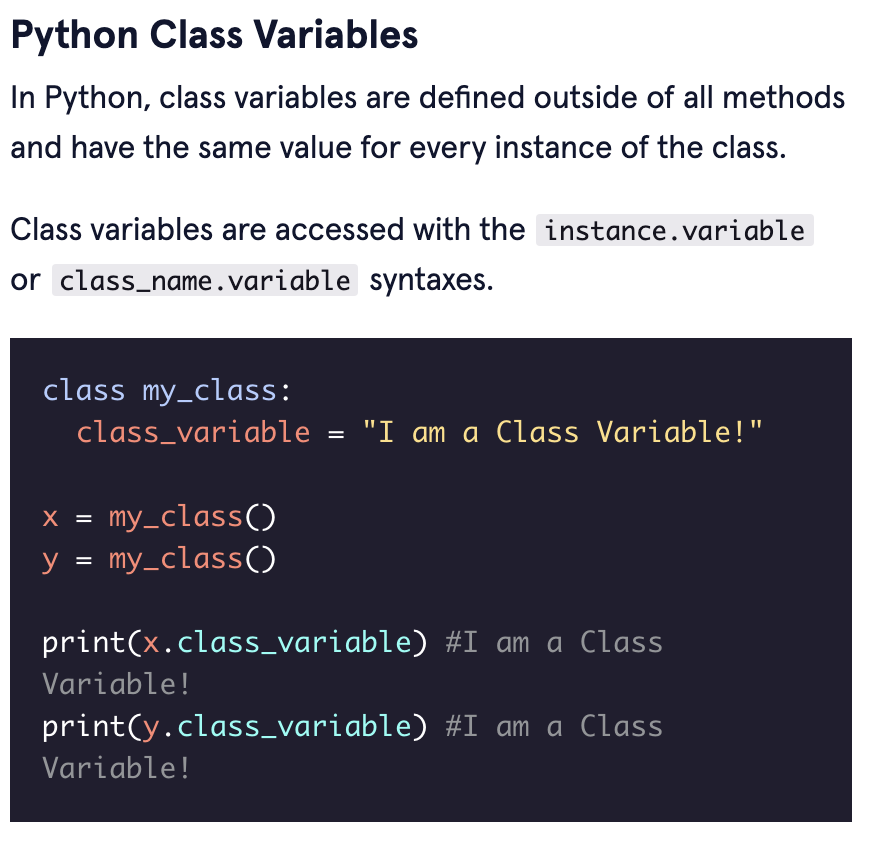 Python Class Variables
In Python, class variables are defined outside of all methods
and have the same value for every instance of the class.
Class variables are accessed with the instance.variable
or class_name.variable syntaxes.
class my_class:
  class_variable = "I am a Class Variable!"
x = my_class()
y = my_class()
print(x.class_variable) #I am a Class
Variable!
print(y.class_variable) #I am a Class
Variable!